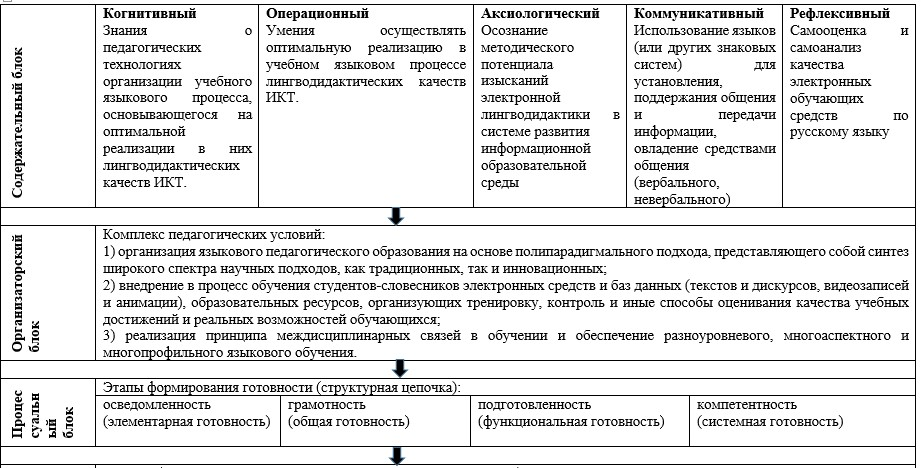 Содержательный блок
Когнитивный
Знания о
педагогических
технологиях
организации учебного
языкового процесса,
основывающегося на
оптимальной
реализации в них
лингводидактических
качеств ИКТ.
Операционный
Умения осуществлять
оптимальную реализацию в
учебном языковом процессе
лингводидактических качеств
ИКТ.
Аксиологический
Осознание
методического
потенциала
изысканий
электронной
лингводидактики в
системе развития
информационной
образовательной
среды
Коммуникативный
Использование языков
(или других знаковых
систем) для
установления,
поддержания общения
и передачи
информации,
овладение средствами
общения
(вербального,
невербального)
Рефлексивный
Самооценка и
самоанализ
качества
электронных
обучающих
средств по
русскому языку
Организаторский
блок
Комплекс педагогических условий:
1) организация языкового педагогического образования на основе полипарадигмального подхода, представляющего собой синтез
широкого спектра научных подходов, как традиционных, так и инновационных;
2) внедрение в процесс обучения студентов-словесников электронных средств и баз данных (текстов и дискурсов, видеозаписей
и анимации), образовательных ресурсов, организующих тренировку, контроль и иные способы оценивания качества учебных
достижений и реальных возможностей обучающихся;
3) реализация принципа междисциплинарных связей в обучении и обеспечение разноуровневого, многоаспектного и
многопрофильного языкового обучения.
Процес
суальн
ый
блок
Этапы формирования готовности (структурная цепочка):
осведомленность
(элементарная готовность)
грамотность
(общая готовность)
подготовленность
(функциональная готовность)
компетентность
(системная готовность)